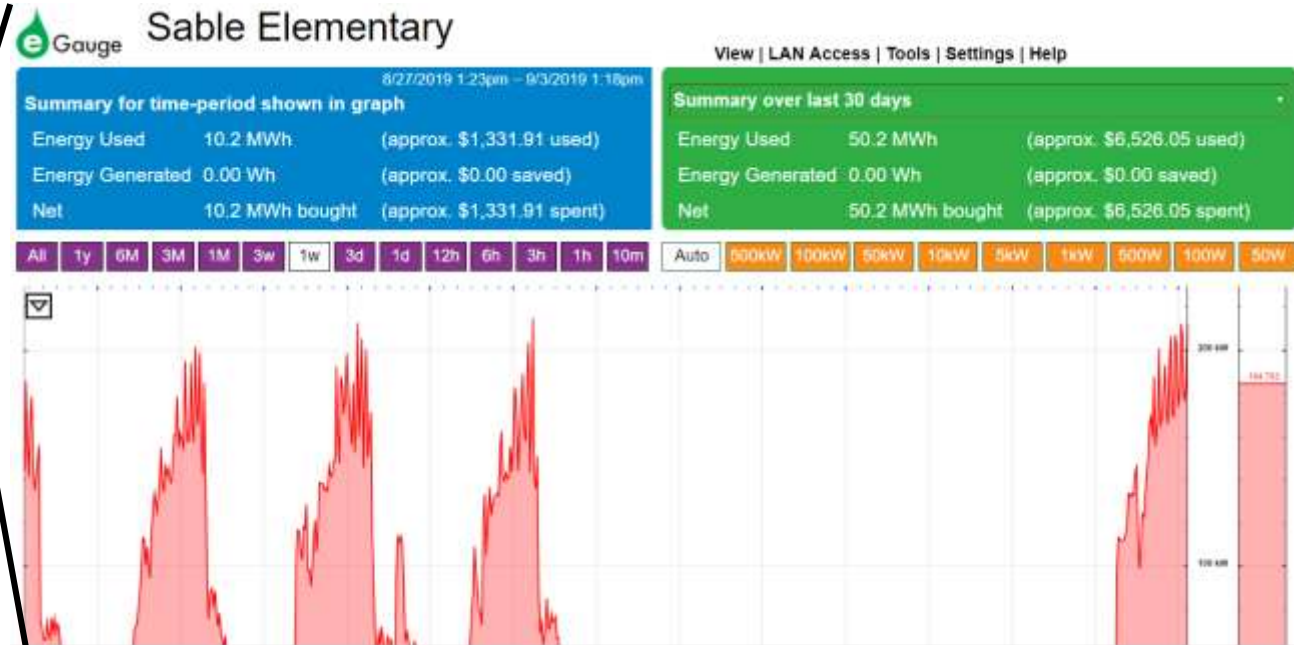 e Gauge
Sable Elementary
View | LAN Access | Tools | Settings | Help
8/27/2019 1:23pm – 9/3/2019 1:18pm
Summary for time-period shown in graph
Energy Used 10.2 MWh (approx. $1,331.91 used)
Energy Generated 0.00 Wh (approx. $0.00 saved)
Net 10.2 MWh bought (approx. $1,331.91 spent)
Summary over last 30 days
Energy Used 50.2 MWh (approx. $6,526.05 used)
Energy Generated 0.00 Wh (approx. $0.00 saved)
Net 50.2 MWh bought (approx. $6,526.05 spent)
All 1y 6M 3M 1M 3w 1w 3d 1d 12h 6h 3h 1h 10m
Auto 500kW 100kW 50kW 10kW 5kW 1kW 500W 100W 50W
200 kW
100 kW